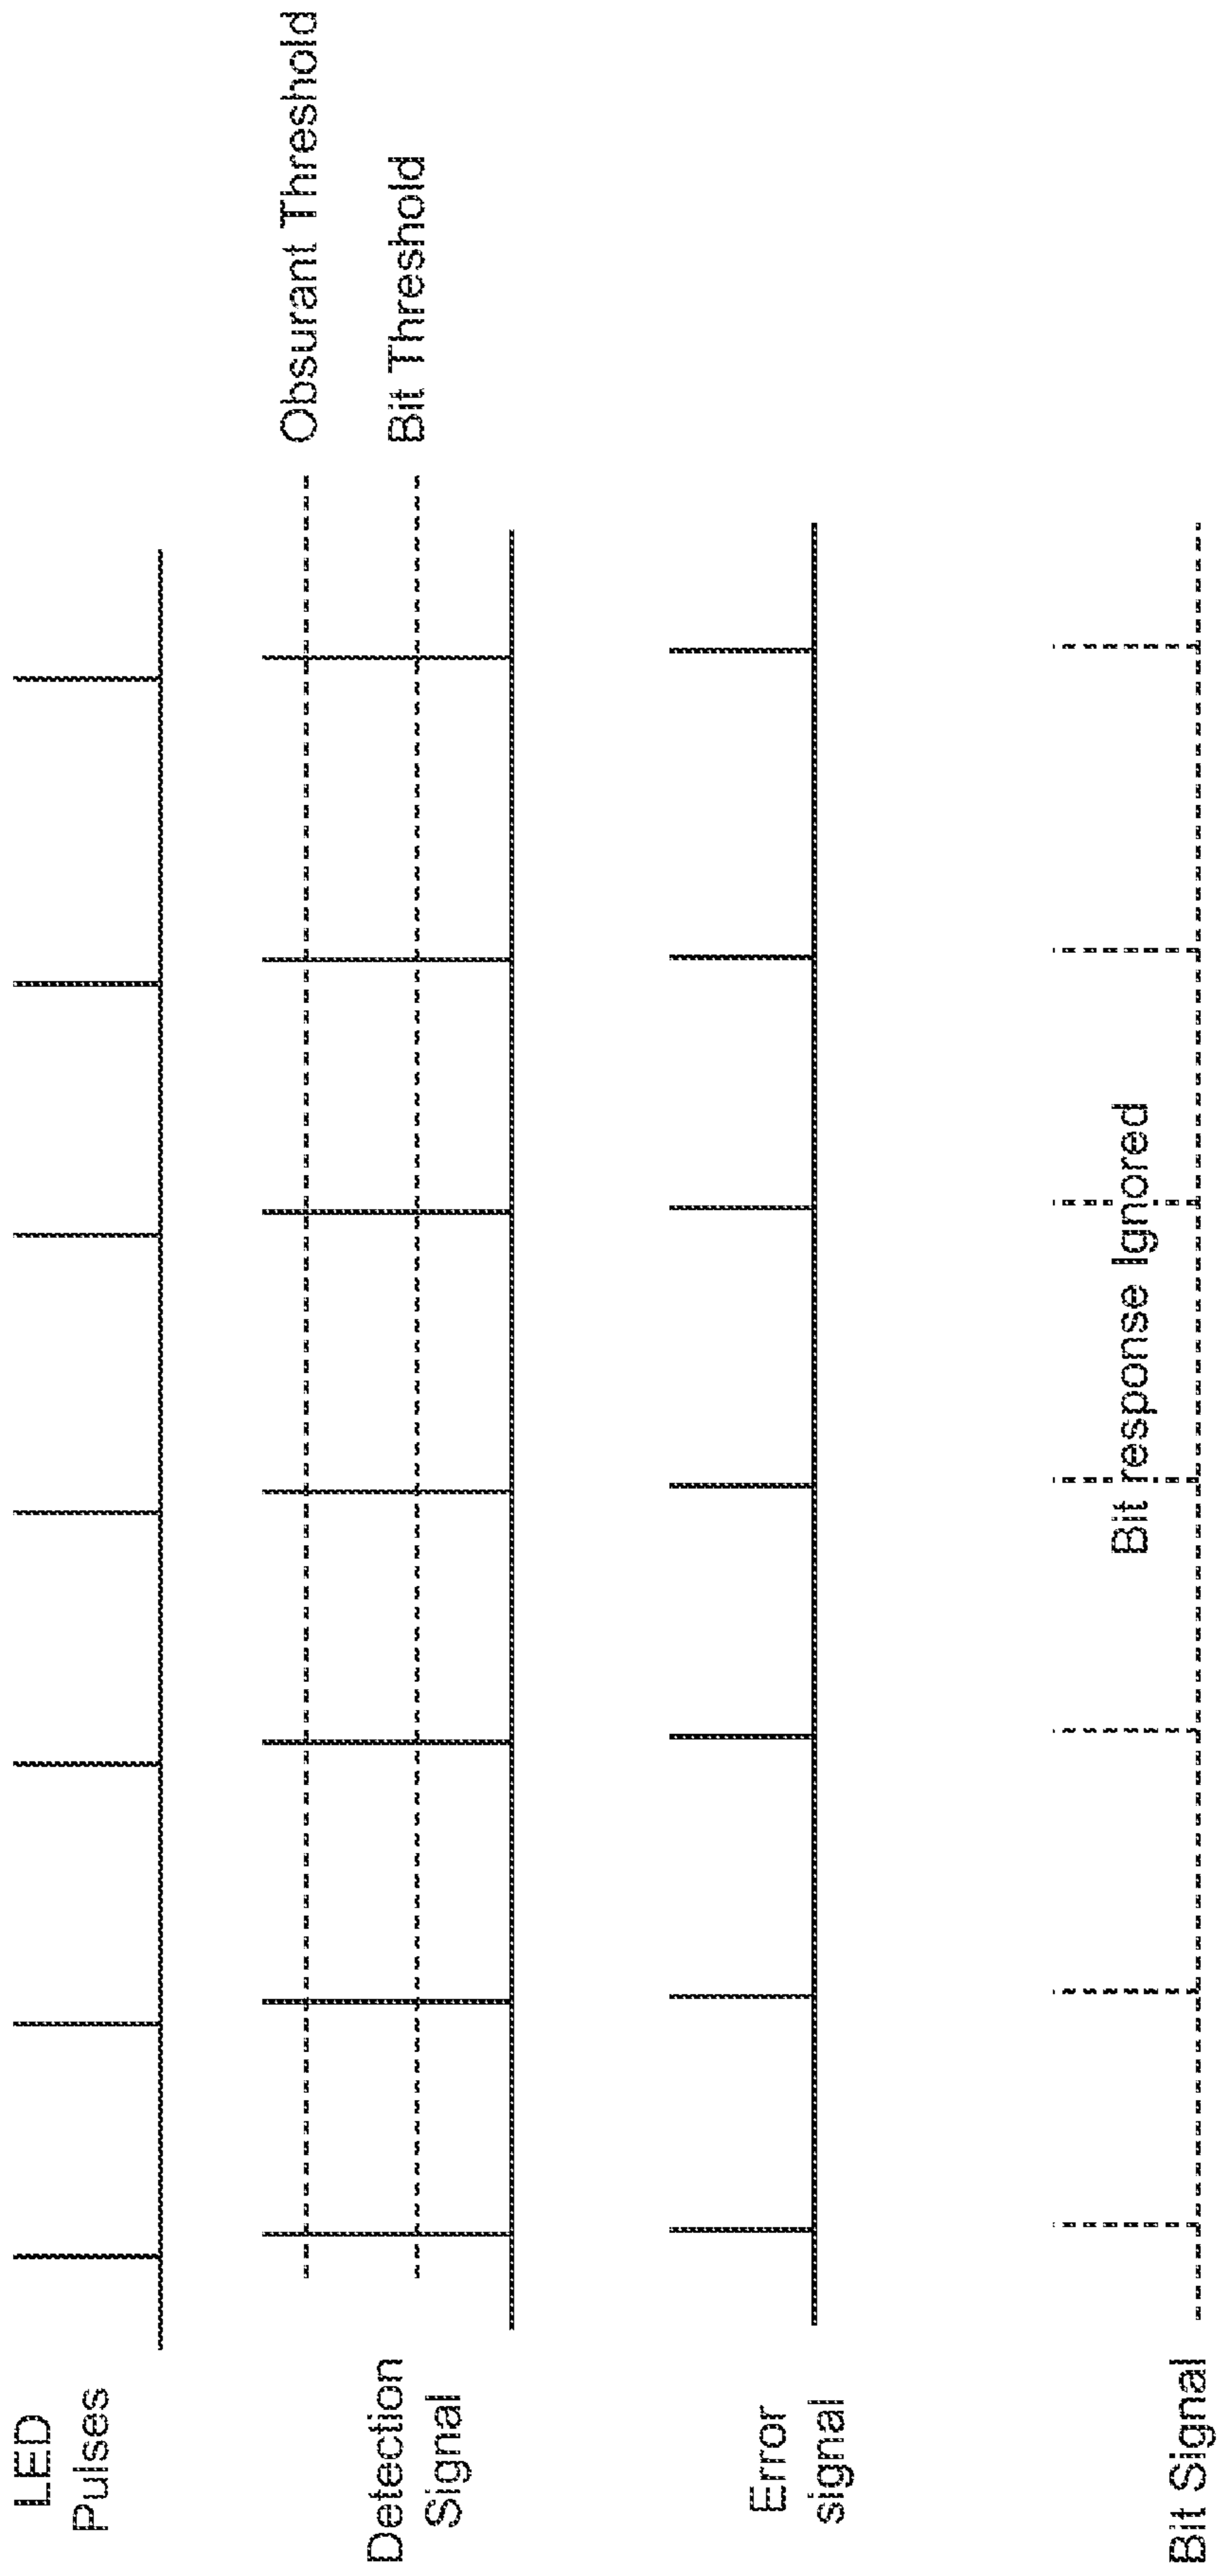 LED
Pulses
Obsurant Threshold
Bit Threshold
Detection
Signal
Error
signal
Bit response Ignored
Bit Signal